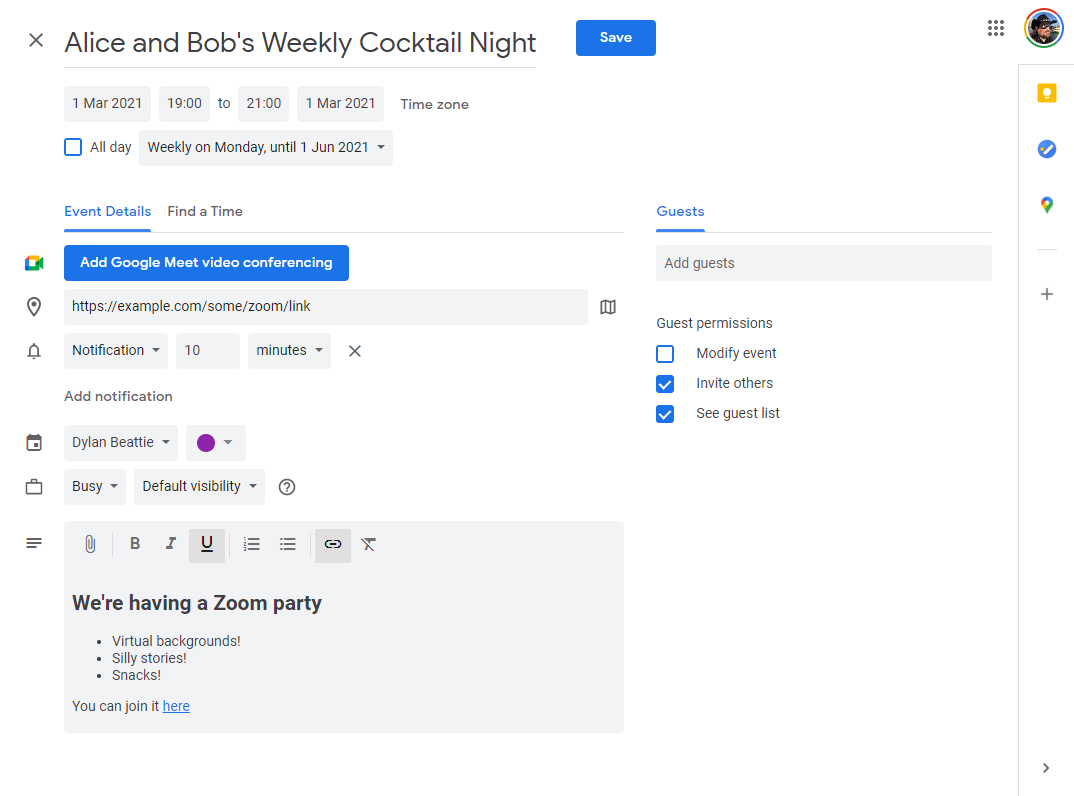 Alice and Bob's Weekly Cocktail Night
Save
1 Mar 2021 19:00 to 21:00 1 Mar 2021 Time zone
All day Weekly on Monday, until 1 Jun 2021
Event Details Find a Time
Guests
Add Google Meet video conferencing
Add guests
https://example.com/some/zoom/link
Guest permissions
Notification 10 minutes
Modify event
Invite others
Add notification
See guest list
Dylan Beattie
Busy Default visibility
B I U
We're having a Zoom party
• Virtual backgrounds!
• Silly stories!
• Snacks!
You can join it here